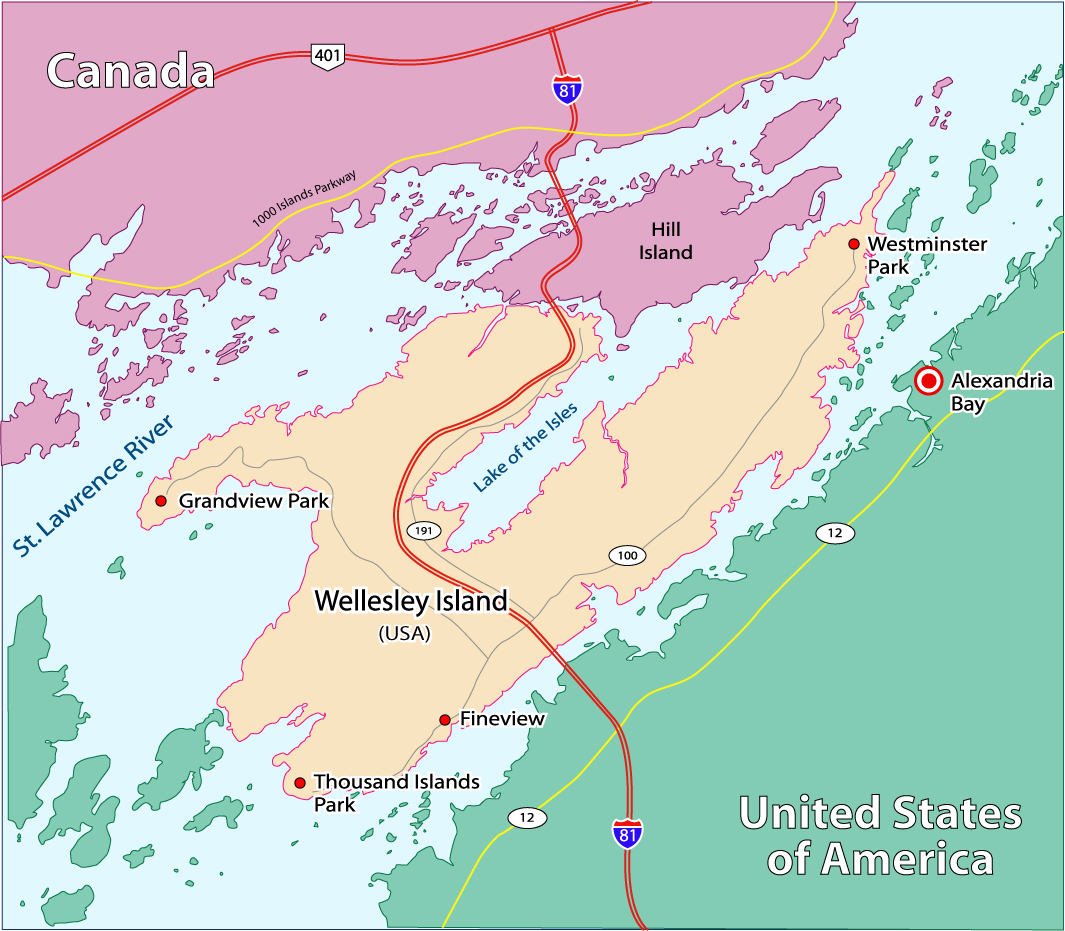 Canada
401
81
1000 Islands Parkway
Hill
Island
Westminster
Park
Alexandria
Bay
St. Lawrence River
Lake of the Isles
Grandview Park
191
100
12
Wellesley Island
(USA)
Fineview
Thousand Islands
Park
12
81
United States
of America